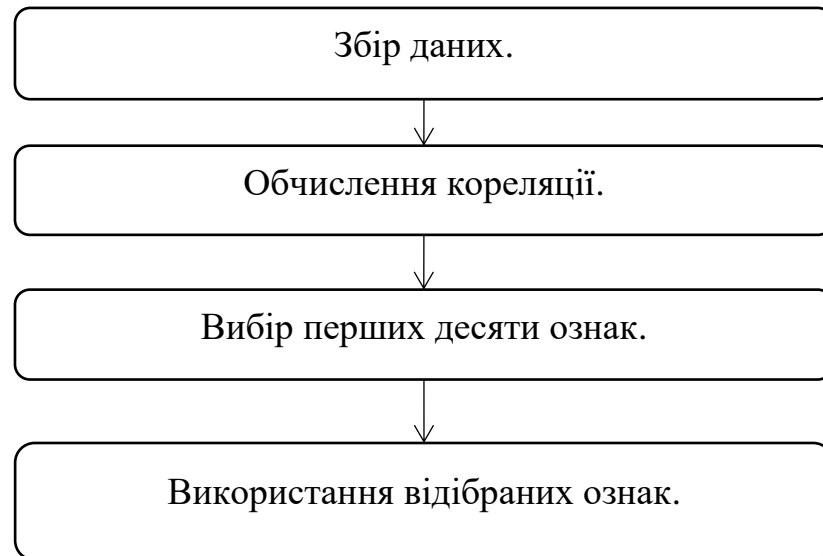 Збір даних.
Обчислення кореляції.
Вибір перших десяти ознак.
Використання відібраних ознак.